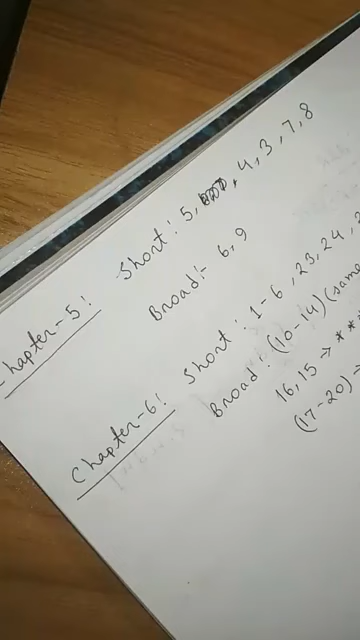 Chapter-5: Short: 5, 4, 3, 7, 8
Broad:- 6, 9
Chapter-6: Short: 1-6, 23, 24,
Broad: (10-14) (same
16, 15 → ***
(17-20) →